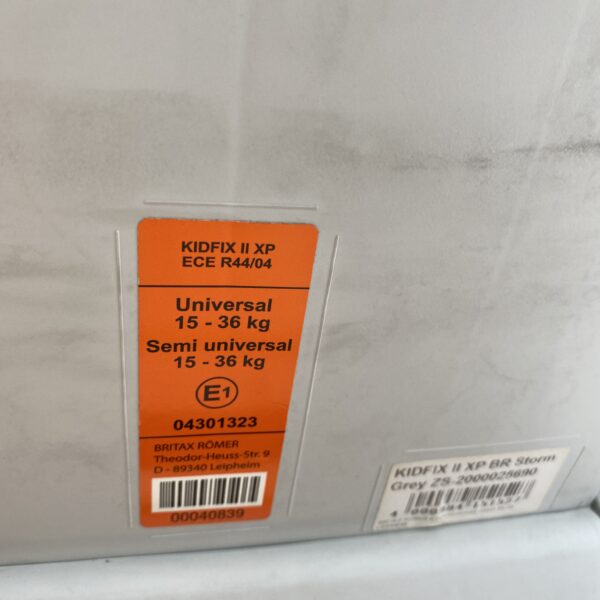 KIDFIX II XP
ECE R44/04
Universal
15 - 36 kg
Semi universal
15 - 36 kg
E1
04301323
BRITAX RÖMER
Theodor-Heuss-Str. 9
D - 89340 Leipheim
00040839
KIDFIX II XP BR Storm
Grey ZS-2000025690